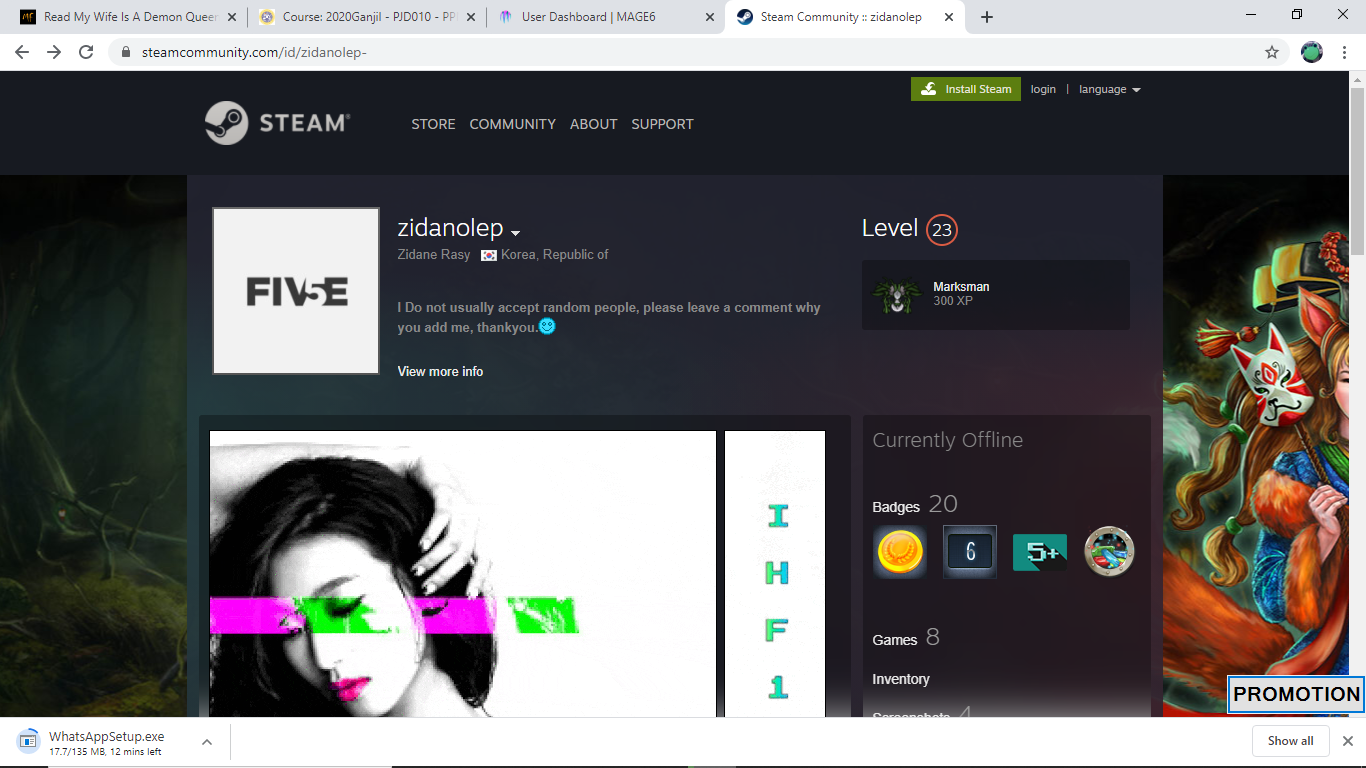 Read My Wife Is A Demon Queen
Course: 2020Ganjil - PJD010 - PP
User Dashboard | MAGE6
Steam Community :: zidanolep
steamcommunity.com/id/zidanolep-
Install Steam
login | language
STEAM
STORE COMMUNITY ABOUT SUPPORT
FIV5E
zidanolep
Zidane Rasy Korea, Republic of
I Do not usually accept random people, please leave a comment why
you add me, thankyou.
View more info
Level 23
Marksman
300 XP
I
H
F
1
Currently Offline
Badges 20
6
5+
Games 8
Inventory
Screenshots 4
PROMOTION
WhatsAppSetup.exe
17.7/135 MB, 12 mins left
Show all